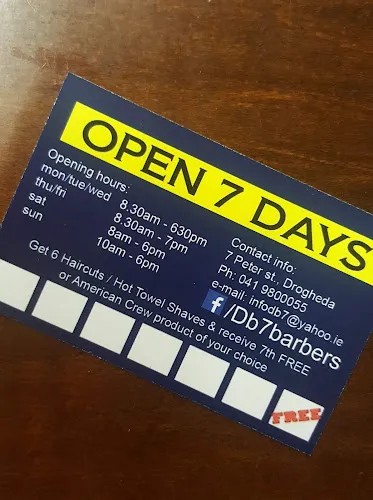 OPEN 7 DAYS
Opening hours:
mon/tue/wed 8.30am - 630pm
thu/fri 8.30am - 7pm
sat 8am - 6pm
sun 10am - 6pm
Contact info:
7 Peter st., Drogheda
Ph: 041 9800055
e-mail: infodb7@yahoo.ie
f /Db7barbers
Get 6 Haircuts / Hot Towel Shaves & receive 7th FREE
or American Crew product of your choice
FREE